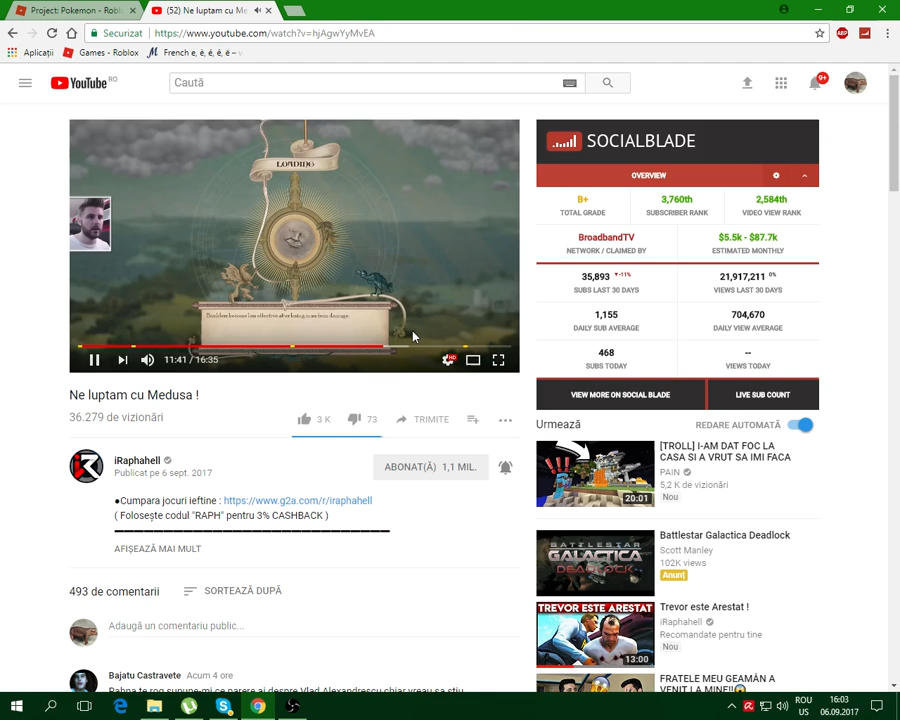 Project: Pokemon - Robl
(52) Ne luptam cu Me
Securizat
https://www.youtube.com/watch?v=hjAgwYyMvEA
ABP
Aplicații
Games - Roblox
French e, è, é, ê, ë – v
YouTube RO
Caută
9+
LOADING
11:41 / 16:35
HD
Ne luptam cu Medusa !
36.279 de vizionări
3 K
73
TRIMITE
iRaphahell
Publicat pe 6 sept. 2017
ABONAT(Ă) 1,1 MIL.
●Cumpara jocuri ieftine : https://www.g2a.com/r/iraphahell
( Folosește codul "RAPH" pentru 3% CASHBACK )
AFIȘEAZĂ MAI MULT
493 de comentarii
SORTEAZĂ DUPĂ
Adaugă un comentariu public...
Bajatu Castravete Acum 4 ore
SOCIALBLADE
OVERVIEW
B+
TOTAL GRADE
3,760th
SUBSCRIBER RANK
2,584th
VIDEO VIEW RANK
BroadbandTV
NETWORK / CLAIMED BY
$5.5k - $87.7k
ESTIMATED MONTHLY
35,893 -11%
SUBS LAST 30 DAYS
21,917,211 0%
VIEWS LAST 30 DAYS
1,155
DAILY SUB AVERAGE
704,670
DAILY VIEW AVERAGE
468
SUBS TODAY
--
VIEWS TODAY
VIEW MORE ON SOCIAL BLADE
LIVE SUB COUNT
Urmează
REDARE AUTOMATĂ
20:01
[TROLL] I-AM DAT FOC LA
CASA SI A VRUT SA IMI FACA
PAIN
5,2 K de vizionări
Nou
BATTLESTAR
GALACTICA
DEADLOCK
Battlestar Galactica Deadlock
Scott Manley
102K views
Anunț
TREVOR ESTE ARESTAT
13:00
Trevor este Arestat !
iRaphahell
Recomandate pentru tine
Nou
FRATELE MEU GEAMĂN A
VENIT LA MINE!!
ROU
US
16:03
06.09.2017